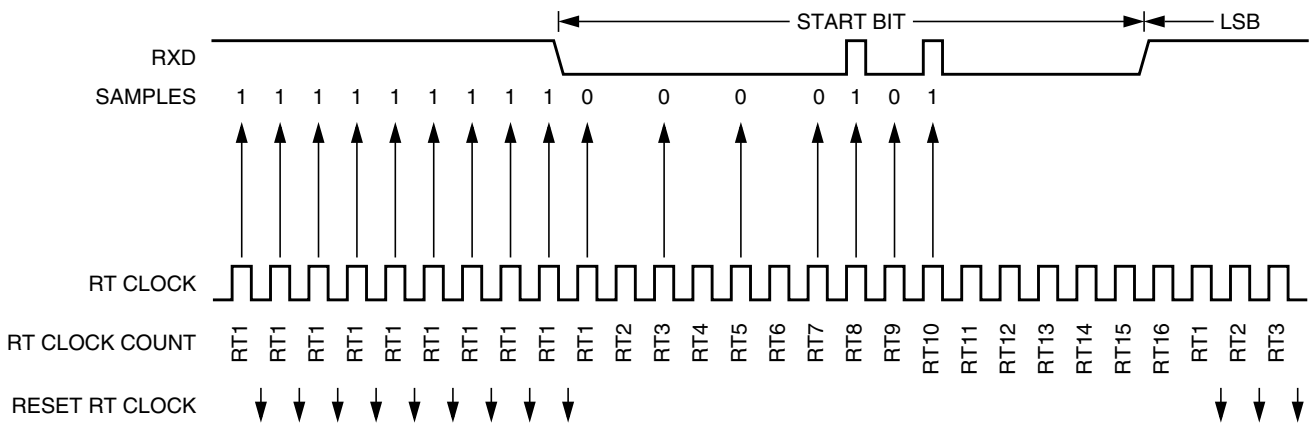 START BIT
LSB
RXD
SAMPLES 1 1 1 1 1 1 1 1 1 0 0 0 0 1 0 1
RT CLOCK
RT CLOCK COUNT RT1 RT1 RT1 RT1 RT1 RT1 RT1 RT1 RT1 RT1 RT2 RT3 RT4 RT5 RT6 RT7 RT8 RT9 RT10 RT11 RT12 RT13 RT14 RT15 RT16 RT1 RT2 RT3
RESET RT CLOCK